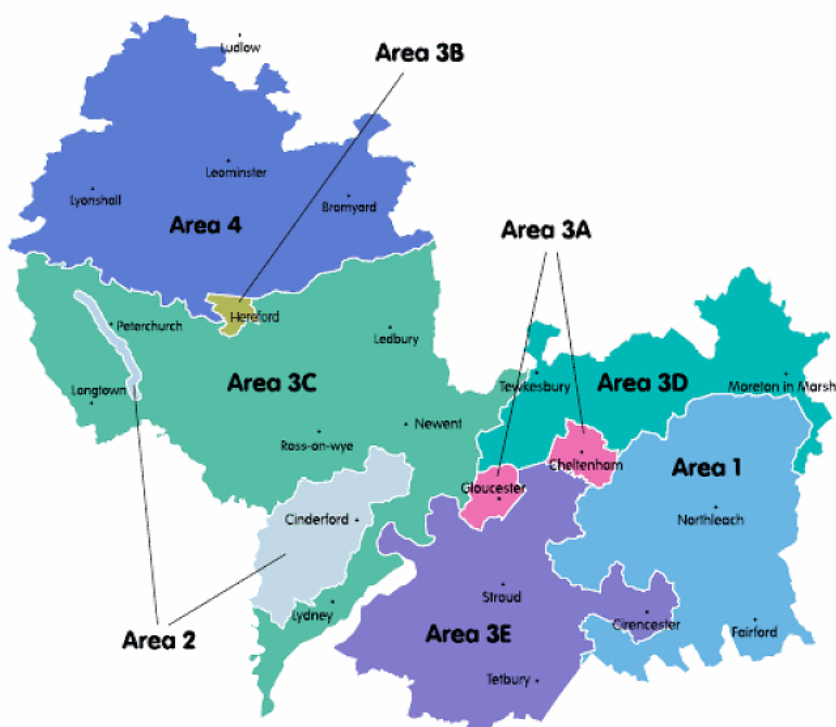 Ludlow
Area 3B
Leominster
Lyonshall
Bromyard
Area 4
Area 3A
Hereford
Peterchurch
Ledbury
Longtown
Area 3C
Tewkesbury
Area 3D
Moreton in Marsh
Newent
Ross-on-wye
Cheltenham
Area 1
Gloucester
Cinderford
Northleach
Stroud
Lydney
Cirencester
Area 2
Area 3E
Fairford
Tetbury